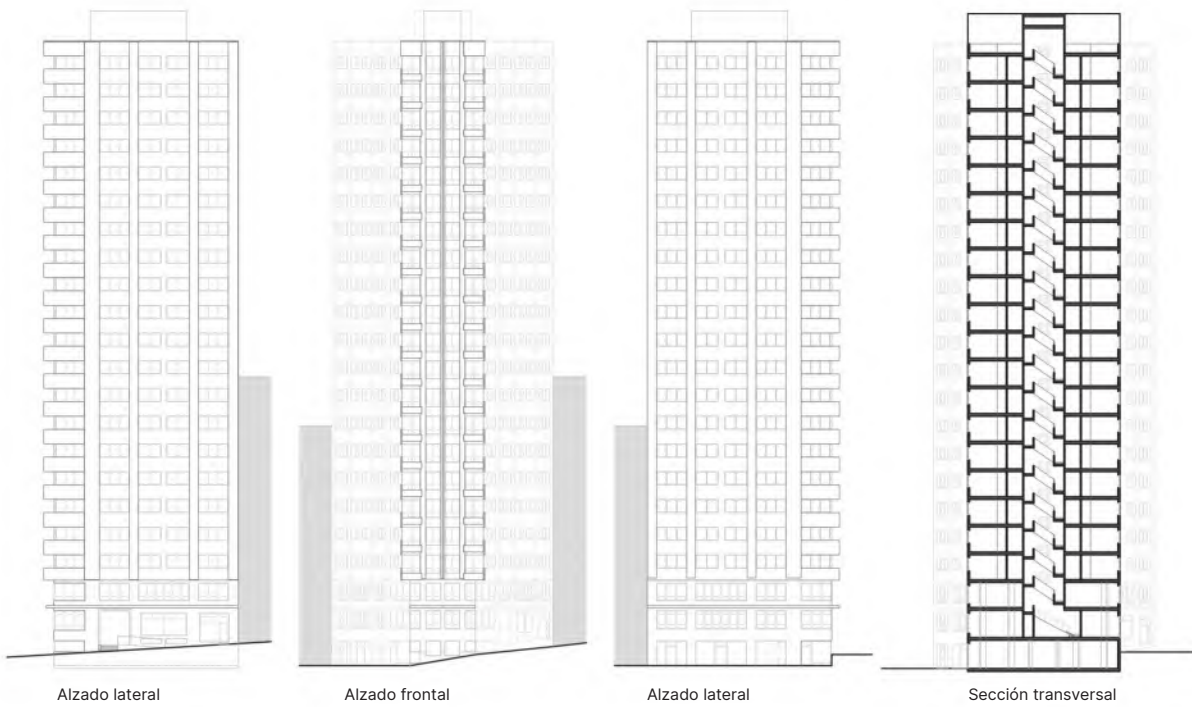 Alzado lateral
Alzado frontal
Alzado lateral
Sección transversal